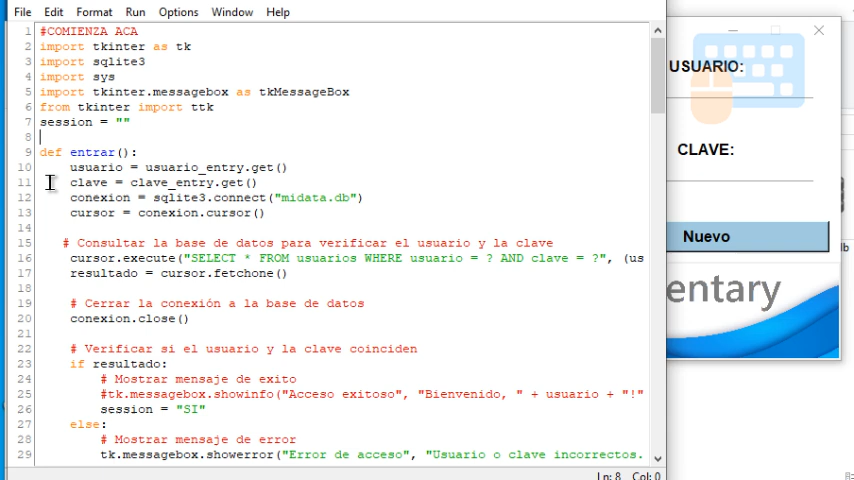 File Edit Format Run Options Window Help
1 #COMIENZA ACA
2 import tkinter as tk
3 import sqlite3
4 import sys
5 import tkinter.messagebox as tkMessageBox
6 from tkinter import ttk
7 session = ""
8
9 def entrar():
10 usuario = usuario_entry.get()
11 clave = clave_entry.get()
12 conexion = sqlite3.connect("midata.db")
13 cursor = conexion.cursor()
14
15 # Consultar la base de datos para verificar el usuario y la clave
16 cursor.execute("SELECT * FROM usuarios WHERE usuario = ? AND clave = ?", (us
17 resultado = cursor.fetchone()
18
19 # Cerrar la conexión a la base de datos
20 conexion.close()
21
22 # Verificar si el usuario y la clave coinciden
23 if resultado:
24 # Mostrar mensaje de exito
25 #tk.messagebox.showinfo("Acceso exitoso", "Bienvenido, " + usuario + "!"
26 session = "SI"
27 else:
28 # Mostrar mensaje de error
29 tk.messagebox.showerror("Error de acceso", "Usuario o clave incorrectos.
Ln: 8 Col: 0
USUARIO:
CLAVE:
Nuevo
entary
lb